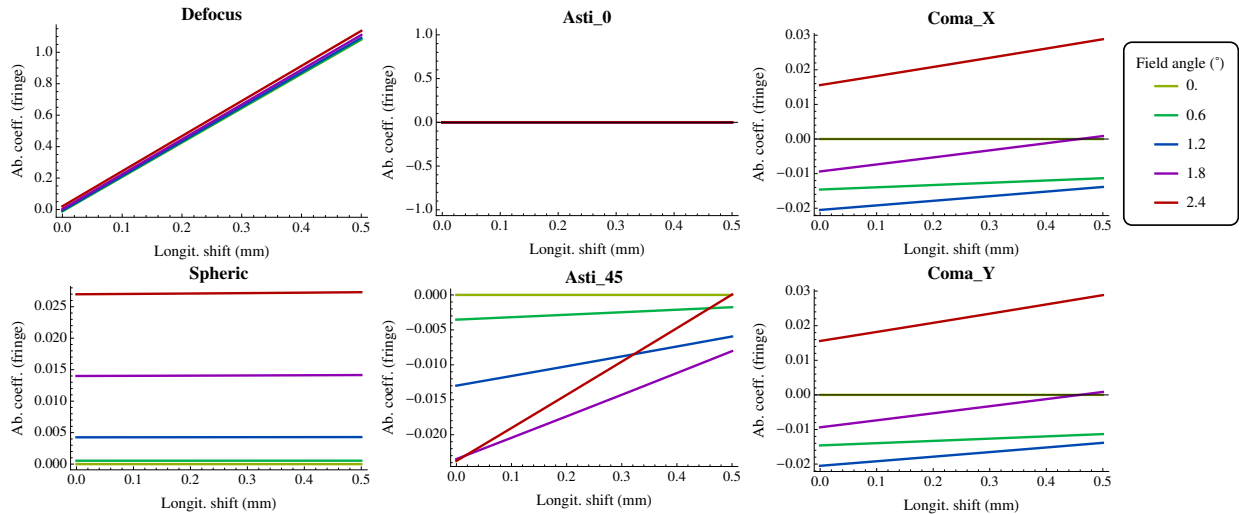 Defocus
Ab. coeff. (fringe)
1.0
0.8
0.6
0.4
0.2
0.0
0.0 0.1 0.2 0.3 0.4 0.5
Longit. shift (mm)
Asti_0
Ab. coeff. (fringe)
1.0
0.5
0.0
−0.5
−1.0
0.0 0.1 0.2 0.3 0.4 0.5
Longit. shift (mm)
Coma_X
Ab. coeff. (fringe)
0.03
0.02
0.01
0.00
−0.01
−0.02
0.0 0.1 0.2 0.3 0.4 0.5
Longit. shift (mm)
Field angle (°)
0.
0.6
1.2
1.8
2.4
Spheric
Ab. coeff. (fringe)
0.025
0.020
0.015
0.010
0.005
0.000
0.0 0.1 0.2 0.3 0.4 0.5
Longit. shift (mm)
Asti_45
Ab. coeff. (fringe)
0.000
−0.005
−0.010
−0.015
−0.020
0.0 0.1 0.2 0.3 0.4 0.5
Longit. shift (mm)
Coma_Y
Ab. coeff. (fringe)
0.03
0.02
0.01
0.00
−0.01
−0.02
0.0 0.1 0.2 0.3 0.4 0.5
Longit. shift (mm)